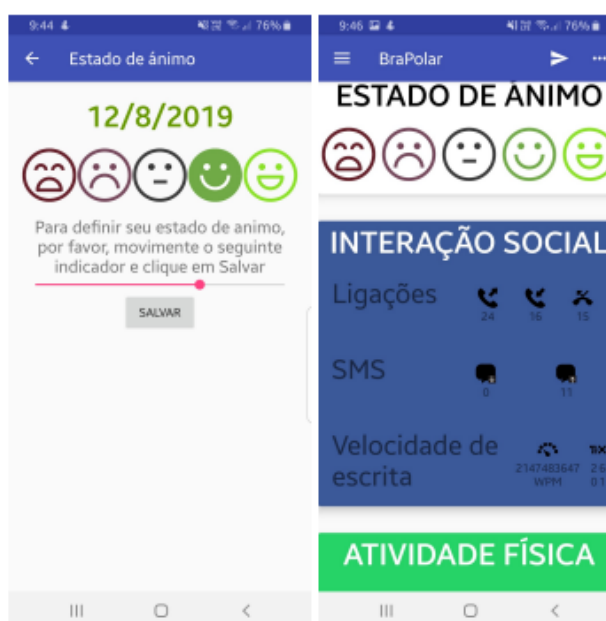 9:44
76%
Estado de ánimo
12/8/2019
Para definir seu estado de animo,
por favor, movimente o seguinte
indicador e clique em Salvar
SALVAR
9:46
76%
BraPolar
ESTADO DE ÂNIMO
INTERAÇÃO SOCIAL
Ligações
24 16 15
SMS
0 11
Velocidade de
escrita
2147483647
WPM
ATIVIDADE FÍSICA